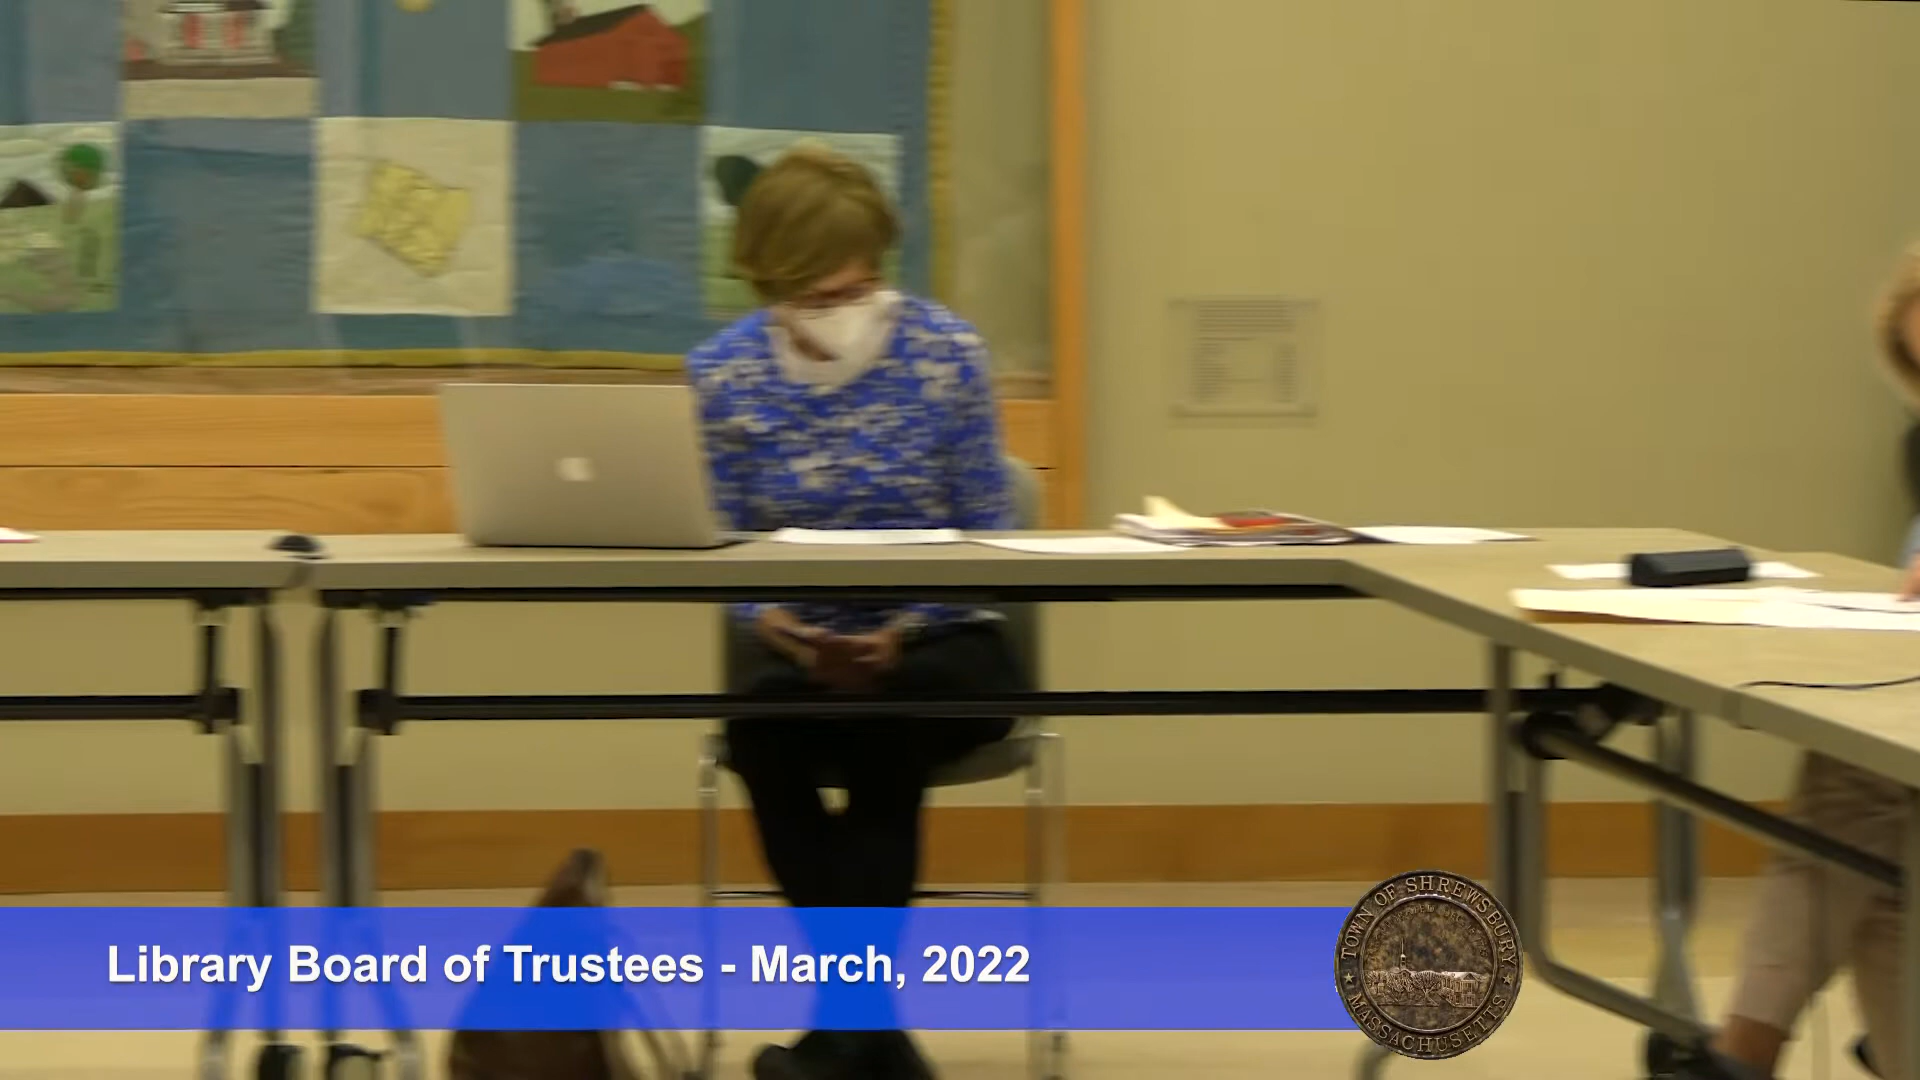 Library Board of Trustees - March, 2022
TOWN OF SHREWSBURY
MASSACHUSETTS